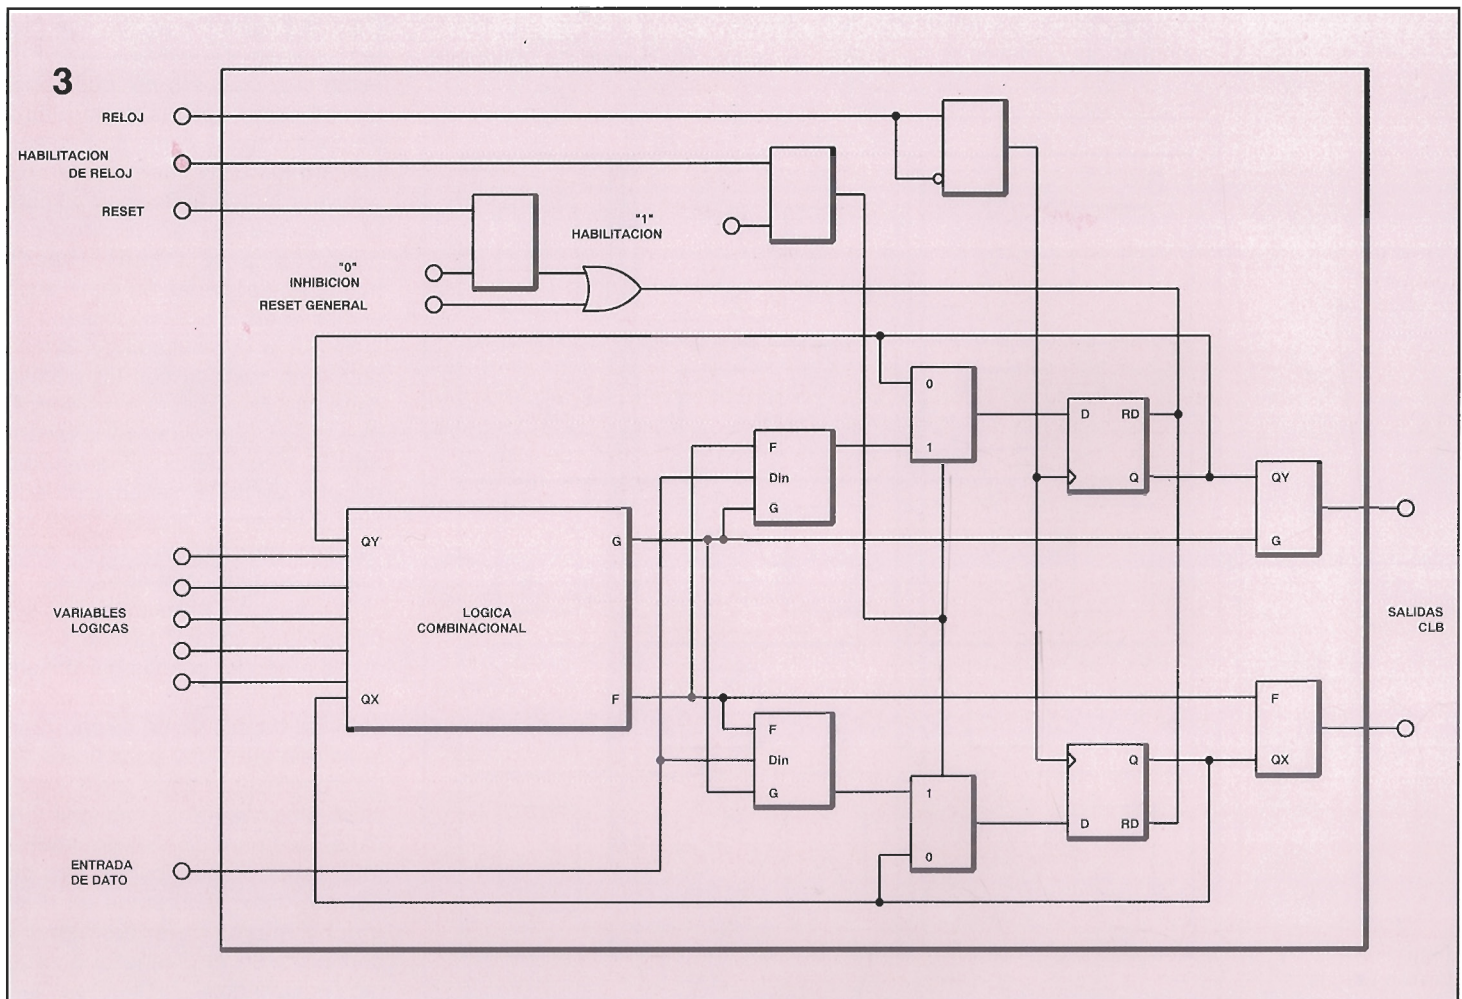 3
RELOJ
HABILITACION
DE RELOJ
RESET
"1"
HABILITACION
"0"
INHIBICION
RESET GENERAL
0
1
D RD
Q
F
Din
G
QY
G
QY
G
VARIABLES
LOGICAS
LOGICA
COMBINACIONAL
SALIDAS
CLB
QX
F
F
Din
G
F
QX
Q
D RD
1
0
ENTRADA
DE DATO